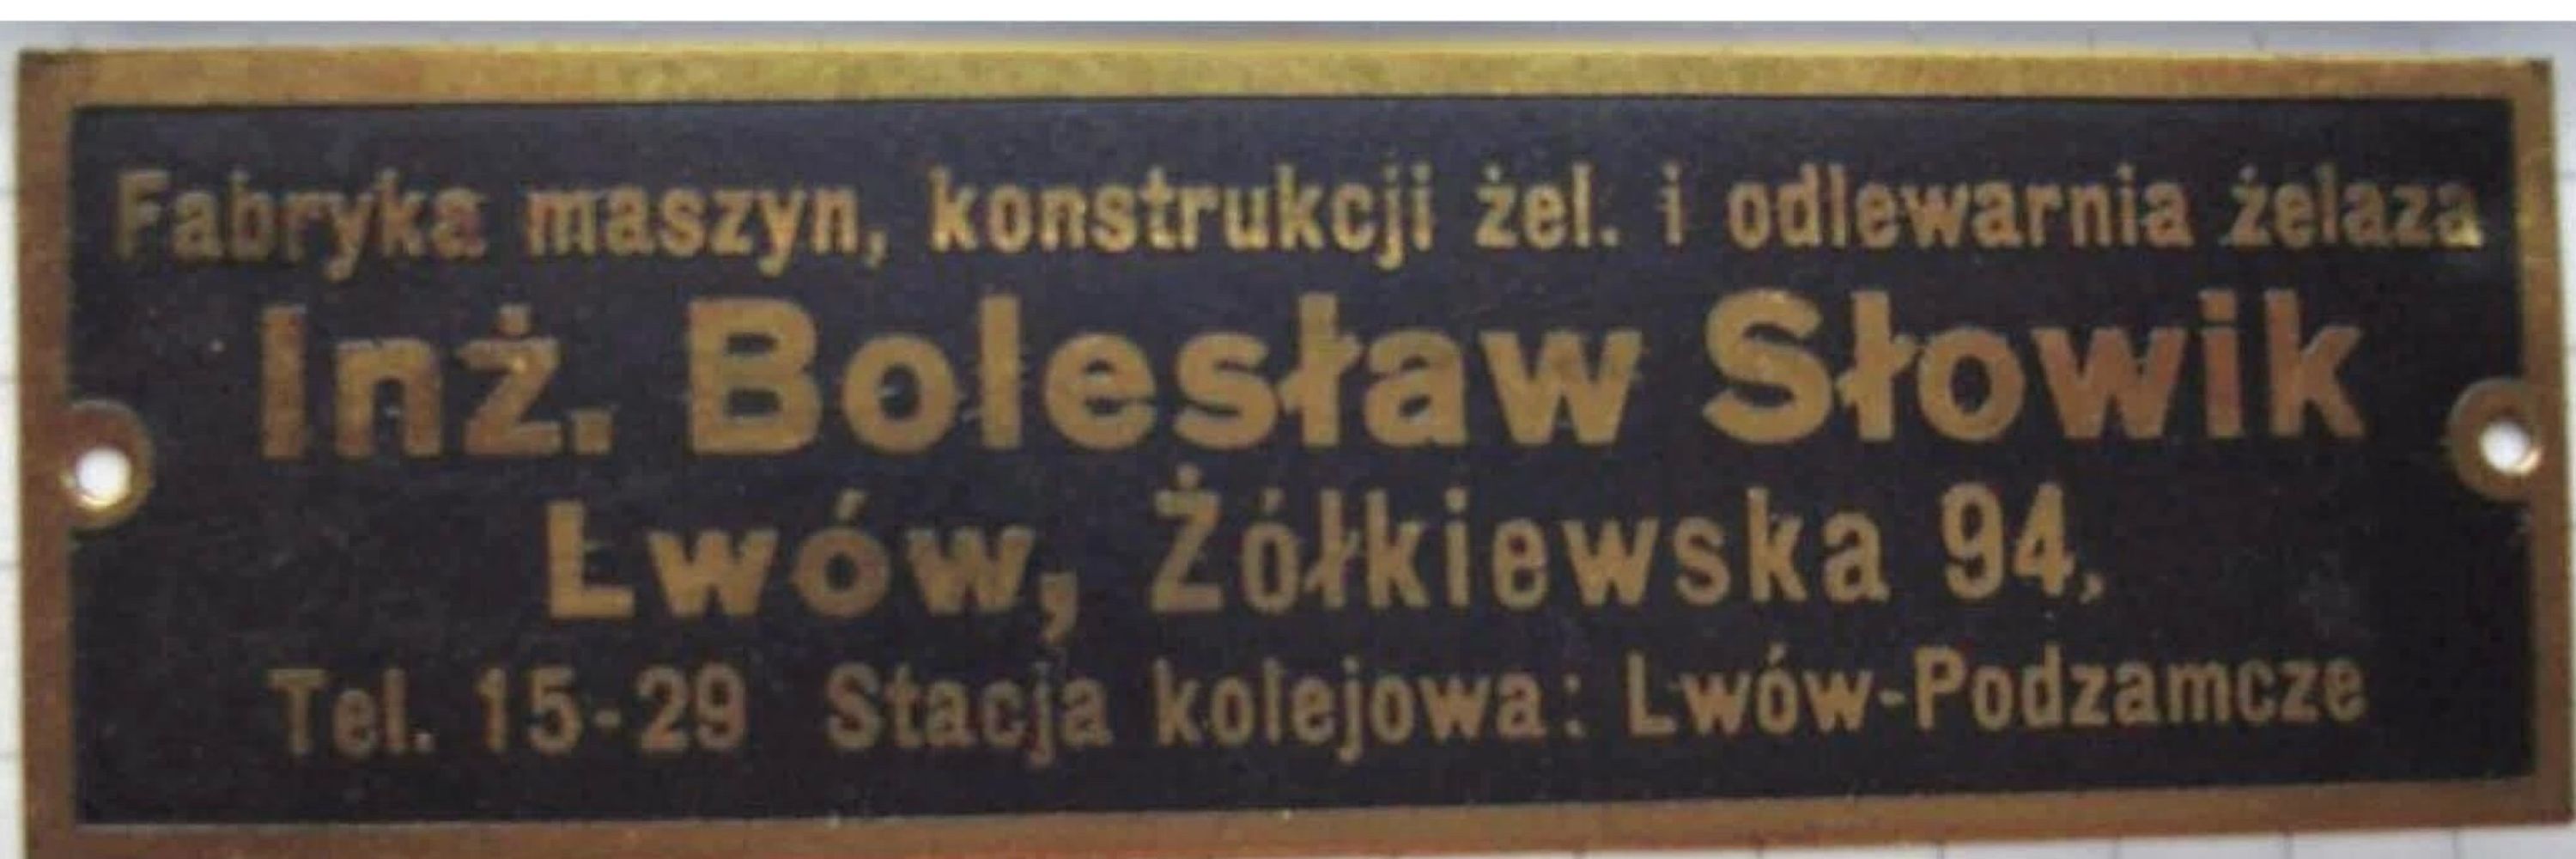 Fabryka maszyn, konstrukcji żel. i odlewarnia żelaza
Inż. Bolesław Słowik
Lwów, Żółkiewska 94,
Tel. 15-29 Stacja kolejowa: Lwów-Podzamcze